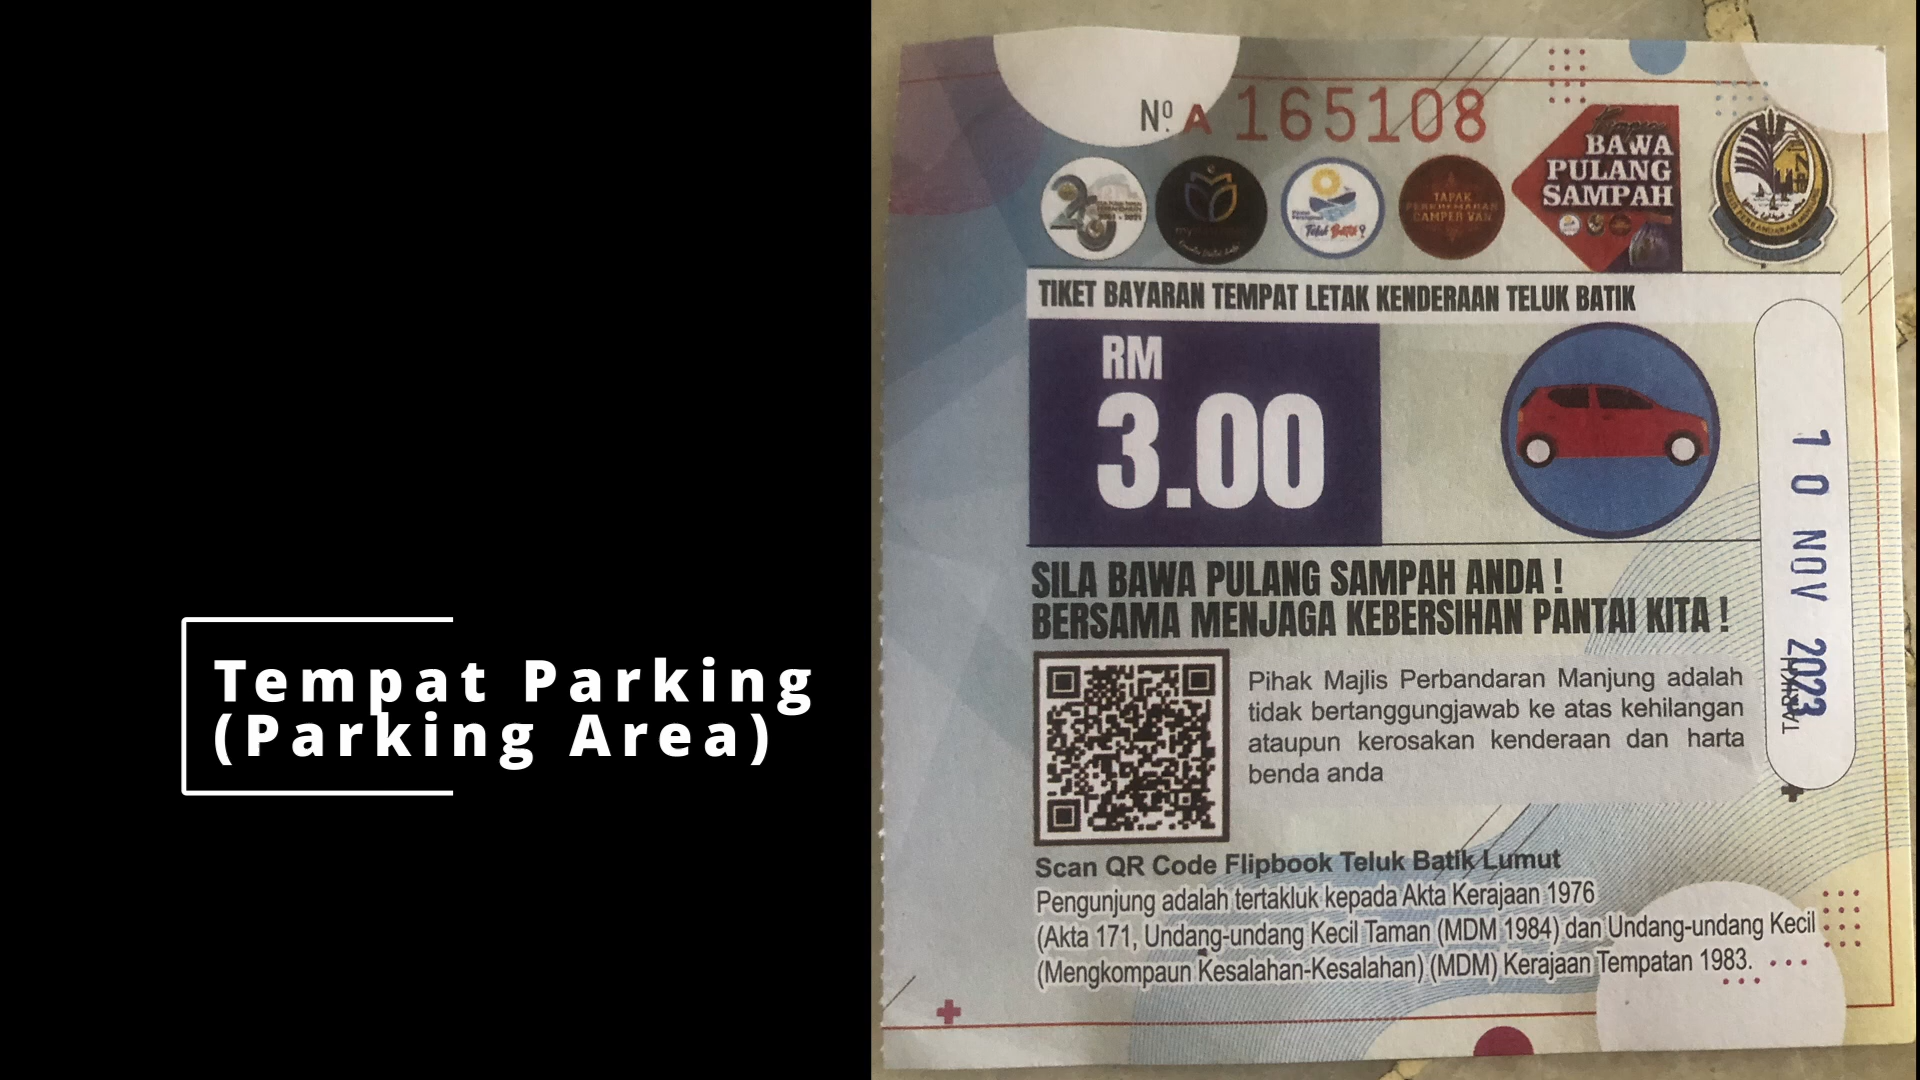 Tempat Parking
(Parking Area)
Nº A 165108
BAWA
PULANG
SAMPAH
TAPAK
PERKHEMAHAN
CAMPER VAN
Teluk Batik
TIKET BAYARAN TEMPAT LETAK KENDERAAN TELUK BATIK
RM
3.00
TARIKH
10 NOV 2023
SILA BAWA PULANG SAMPAH ANDA !
BERSAMA MENJAGA KEBERSIHAN PANTAI KITA !
Pihak Majlis Perbandaran Manjung adalah
tidak bertanggungjawab ke atas kehilangan
ataupun kerosakan kenderaan dan harta
benda anda
Scan QR Code Flipbook Teluk Batik Lumut
Pengunjung adalah tertakluk kepada Akta Kerajaan 1976
(Akta 171, Undang-undang Kecil Taman (MDM 1984) dan Undang-undang Kecil
(Mengkompaun Kesalahan-Kesalahan) (MDM) Kerajaan Tempatan 1983.